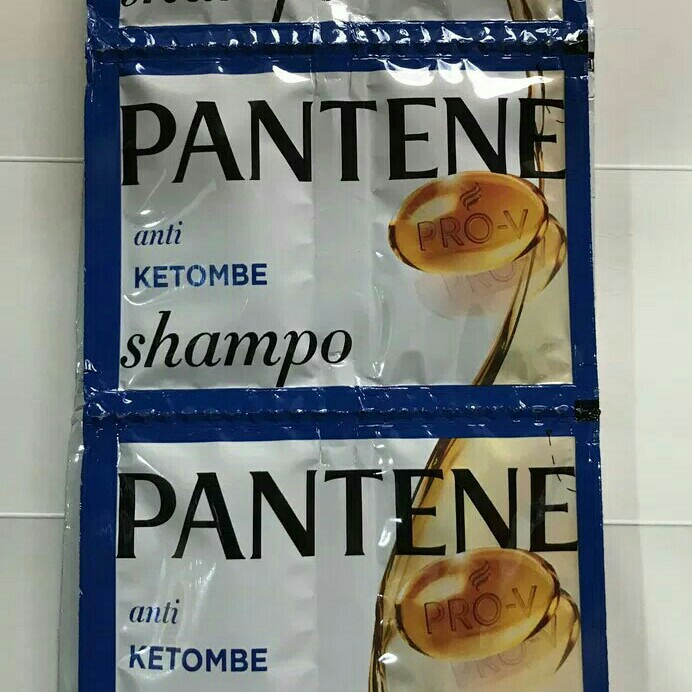 PANTENE
PRO-V
anti
KETOMBE
shampo
PANTENE
PRO-V
anti
KETOMBE